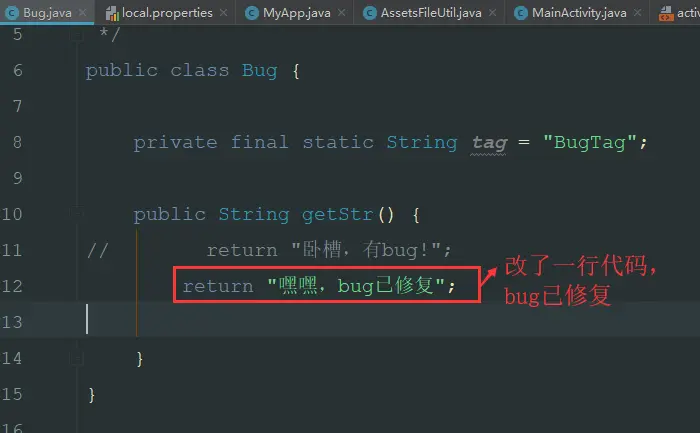 Bug.java local.properties MyApp.java AssetsFileUtil.java MainActivity.java activ
5 */
6 public class Bug {
7
8 private final static String tag = "BugTag";
9
10 public String getStr() {
11 // return "卧槽，有bug!";
12 return "嘿嘿，bug已修复";
13
14 }
15 }
改了一行代码，
bug已修复